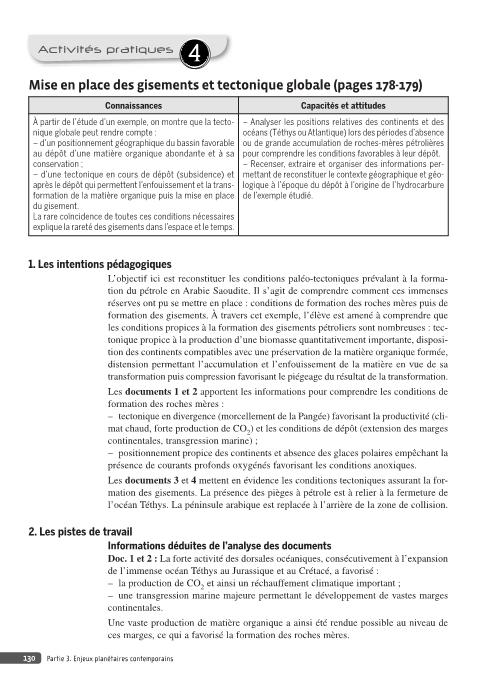 Activités pratiques 4
Mise en place des gisements et tectonique globale (pages 178-179)
Connaissances
À partir de l'étude d'un exemple, on montre que la tecto-
nique globale peut rendre compte :
– d'un positionnement géographique du bassin favorable
au dépôt d'une matière organique abondante et à sa
conservation ;
– d'une tectonique en cours de dépôt (subsidence) et
après le dépôt qui permettent l'enfouissement et la trans-
formation de la matière organique puis la mise en place
du gisement.
La rare coïncidence de toutes ces conditions nécessaires
explique la rareté des gisements dans l'espace et le temps.
Capacités et attitudes
– Analyser les positions relatives des continents et des
océans (Téthys ou Atlantique) lors des périodes d'absence
ou de grande accumulation de roches-mères pétrolières
pour comprendre les conditions favorables à leur dépôt.
– Recenser, extraire et organiser des informations per-
mettant de reconstituer le contexte géographique et géo-
logique à l'époque du dépôt à l'origine de l'hydrocarbure
de l'exemple étudié.
1. Les intentions pédagogiques
L'objectif ici est reconstituer les conditions paléo-tectoniques prévalant à la forma-
tion du pétrole en Arabie Saoudite. Il s'agit de comprendre comment ces immenses
réserves ont pu se mettre en place : conditions de formation des roches mères puis de
formation des gisements. À travers cet exemple, l'élève est amené à comprendre que
les conditions propices à la formation des gisements pétroliers sont nombreuses : tec-
tonique propice à la production d'une biomasse quantitativement importante, disposi-
tion des continents compatibles avec une préservation de la matière organique formée,
distension permettant l'accumulation et l'enfouissement de la matière en vue de sa
transformation puis compression favorisant le piégeage du résultat de la transformation.
Les documents 1 et 2 apportent les informations pour comprendre les conditions de
formation des roches mères :
– tectonique en divergence (morcellement de la Pangée) favorisant la productivité (cli-
mat chaud, forte production de CO2) et les conditions de dépôt (extension des marges
continentales, transgression marine) ;
– positionnement propice des continents et absence des glaces polaires empêchant la
présence de courants profonds oxygénés favorisant les conditions anoxiques.
Les documents 3 et 4 mettent en évidence les conditions tectoniques assurant la for-
mation des gisements. La présence des pièges à pétrole est à relier à la fermeture de
l'océan Téthys. La péninsule arabique est replacée à l'arrière de la zone de collision.
2. Les pistes de travail
Informations déduites de l'analyse des documents
Doc. 1 et 2 : La forte activité des dorsales océaniques, consécutivement à l'expansion
de l'immense océan Téthys au Jurassique et au Crétacé, a favorisé :
– la production de CO2 et ainsi un réchauffement climatique important ;
– une transgression marine majeure permettant le développement de vastes marges
continentales.
Une vaste production de matière organique a ainsi été rendue possible au niveau de
ces marges, ce qui a favorisé la formation des roches mères.
130 Partie 3. Enjeux planétaires contemporains